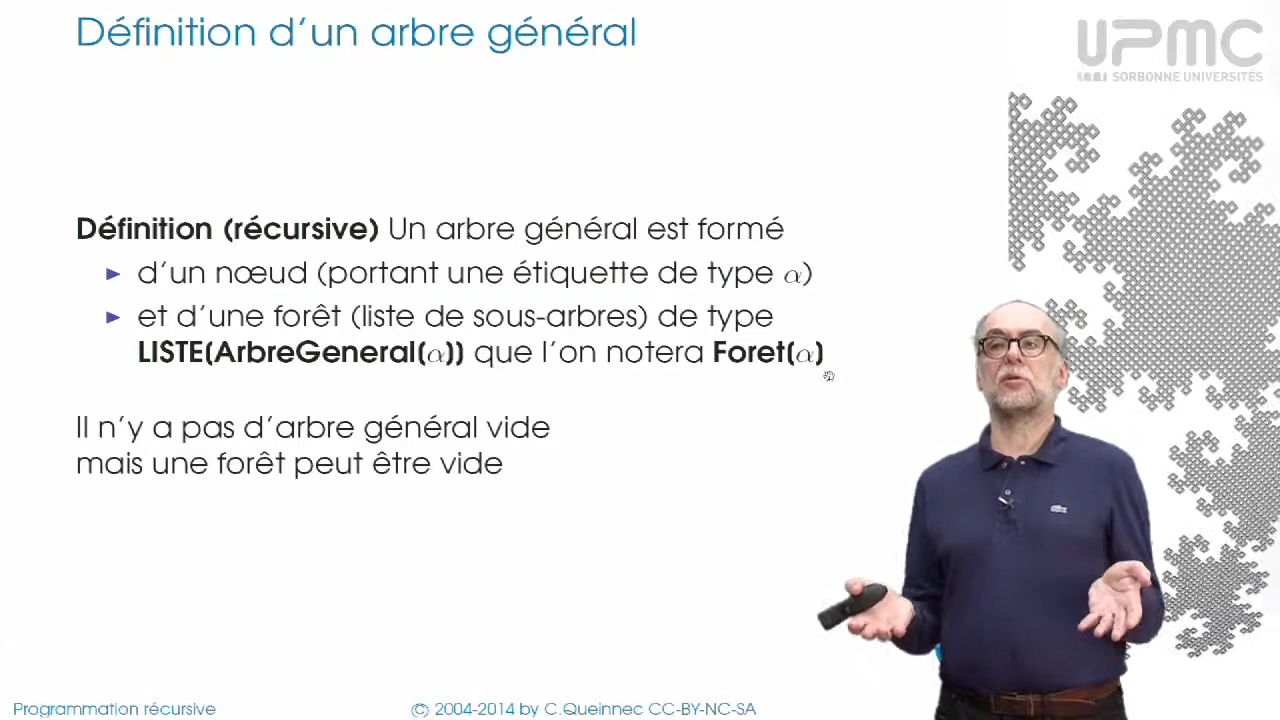 Définition d'un arbre général
UPMC
SORBONNE UNIVERSITÉS
Définition (récursive) Un arbre général est formé
► d'un nœud (portant une étiquette de type α)
► et d'une forêt (liste de sous-arbres) de type
LISTE(ArbreGeneral(α)) que l'on notera Foret(α)
Il n'y a pas d'arbre général vide
mais une forêt peut être vide
Programmation récursive
© 2004-2014 by C.Queinnec CC-BY-NC-SA